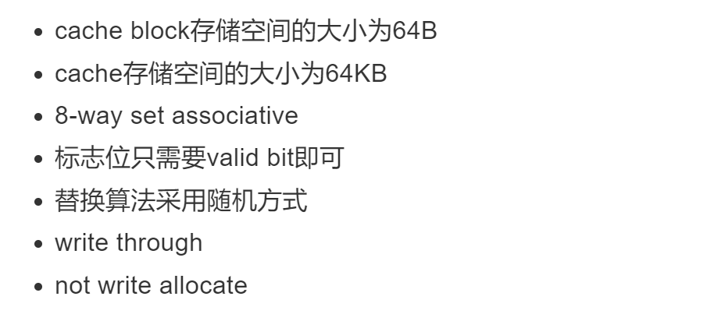 cache block存储空间的大小为64B
cache存储空间的大小为64KB
8-way set associative
标志位只需要valid bit即可
替换算法采用随机方式
write through
not write allocate